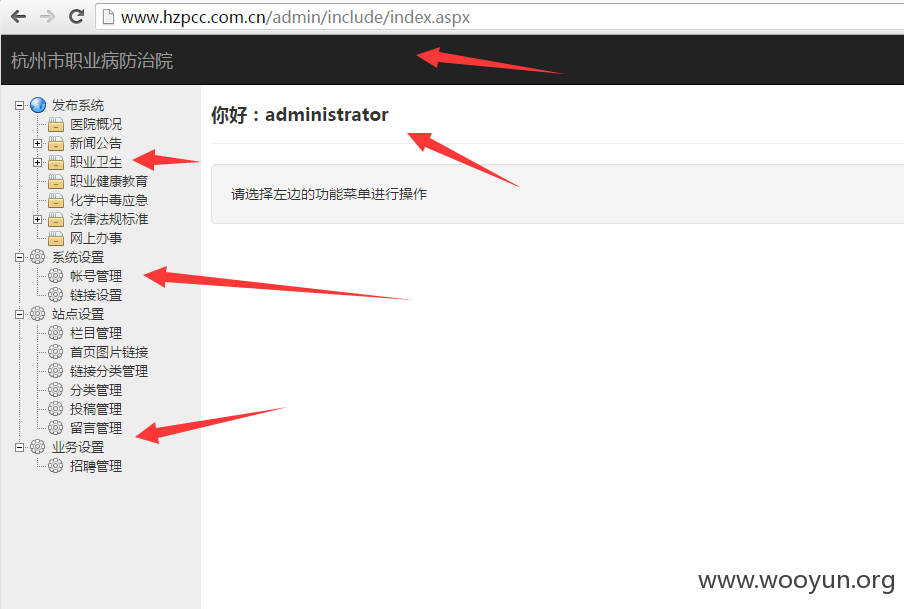 www.hzpcc.com.cn/admin/include/index.aspx
杭州市职业病防治院
发布系统
医院概况
新闻公告
职业卫生
职业健康教育
化学中毒应急
法律法规标准
网上办事
系统设置
帐号管理
链接设置
站点设置
栏目管理
首页图片链接
链接分类管理
分类管理
投稿管理
留言管理
业务设置
招聘管理
你好：administrator
请选择左边的功能菜单进行操作
www.wooyun.org